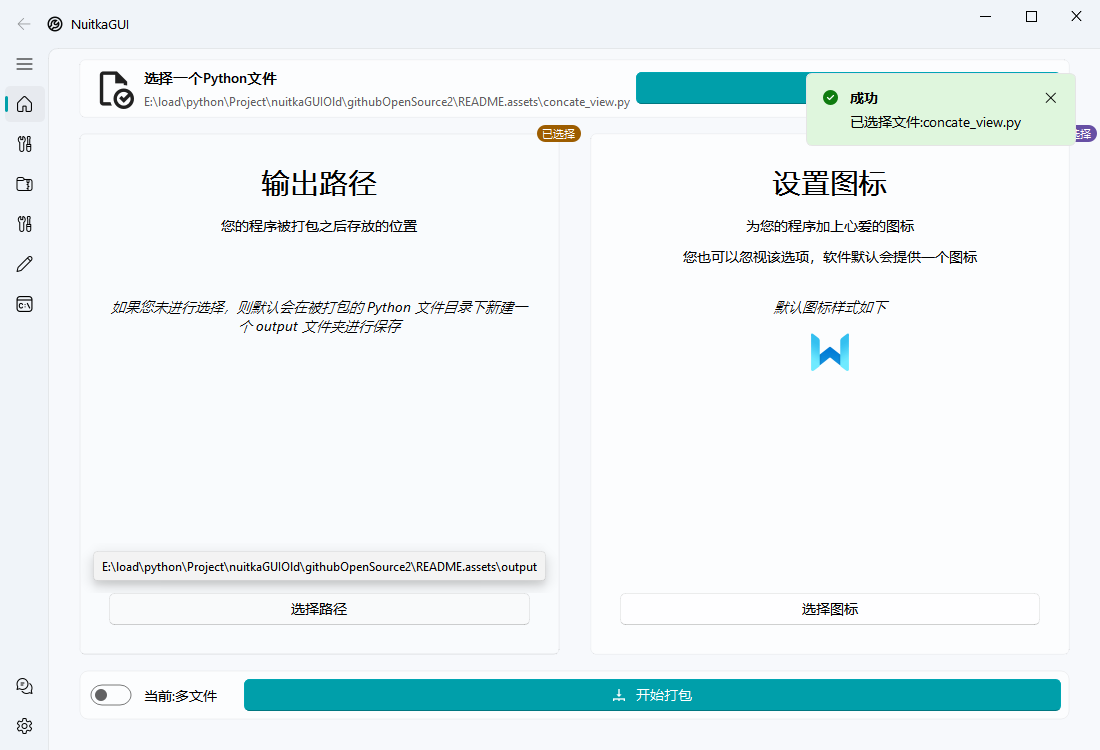 NuitkaGUI
选择一个Python文件
E:\load\python\Project\nuitkaGUIOld\githubOpenSource2\README.assets\concate_view.py
成功
已选择文件:concate_view.py
已选择
择
输出路径
您的程序被打包之后存放的位置
如果您未进行选择，则默认会在被打包的 Python 文件目录下新建一
个 output 文件夹进行保存
E:\load\python\Project\nuitkaGUIOld\githubOpenSource2\README.assets\output
选择路径
设置图标
为您的程序加上心爱的图标
您也可以忽视该选项，软件默认会提供一个图标
默认图标样式如下
选择图标
当前:多文件
开始打包